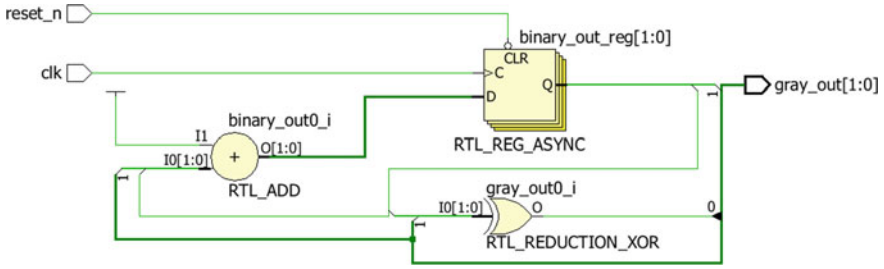 reset_n
binary_out_reg[1:0]
CLR
clk
C
Q
1
gray_out[1:0]
D
binary_out0_i
I1
+
O[1:0]
I0[1:0]
RTL_REG_ASYNC
1
RTL_ADD
gray_out0_i
I0[1:0]
O
0
1
RTL_REDUCTION_XOR